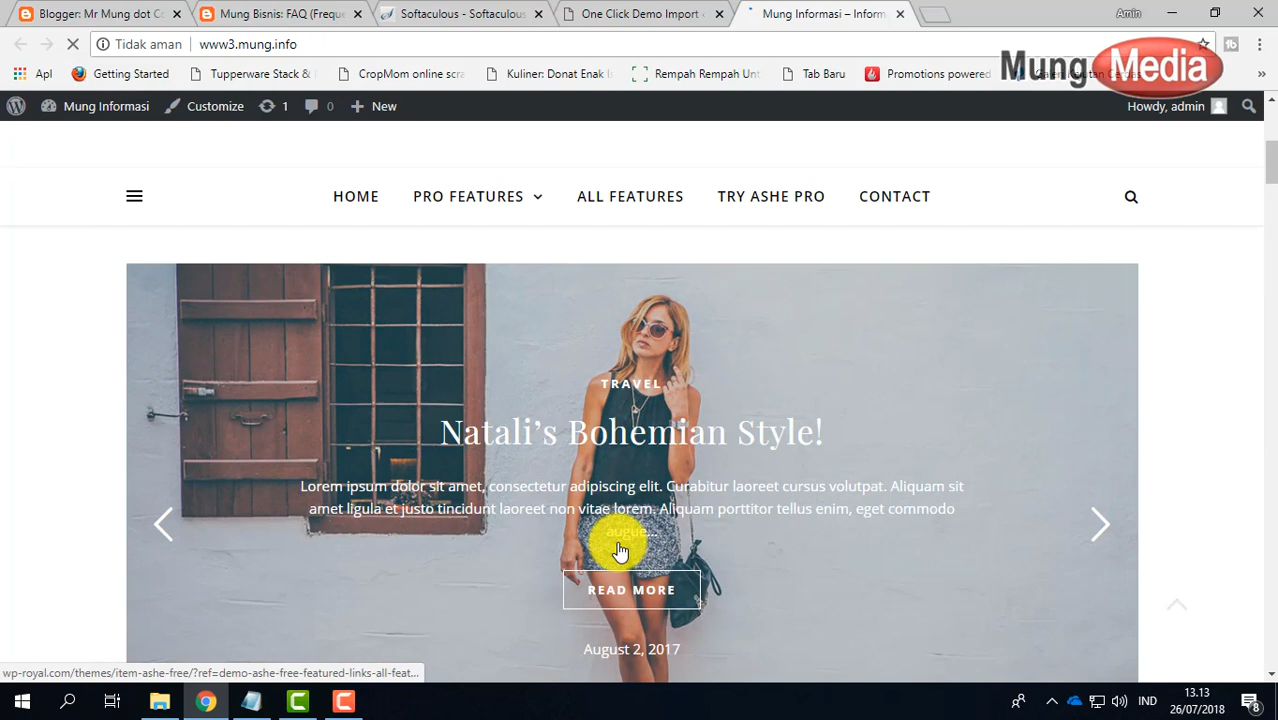 Blogger: Mr Mung dot C
Mung Bisnis: FAQ (Freque
Softaculous - Softaculous
One Click Demo Import
Mung Informasi – Inform
Amin
Tidak aman
www3.mung.info
Apl
Getting Started
Tupperware Stack &
CropMom online scra
Kuliner: Donat Enak
Rempah Rempah Unt
Tab Baru
Promotions powered
Mung Media
Mung Informasi
Customize
1
0
New
Howdy, admin
HOME
PRO FEATURES
ALL FEATURES
TRY ASHE PRO
CONTACT
TRAVEL
Natali’s Bohemian Style!
Lorem ipsum dolor sit amet, consectetur adipiscing elit. Curabitur laoreet cursus volutpat. Aliquam sit
amet ligula et justo tincidunt laoreet non vitae lorem. Aliquam porttitor tellus enim, eget commodo
augue...
READ MORE
August 2, 2017
wp-royal.com/themes/item-ashe-free/?ref=demo-ashe-free-featured-links-all-feat...
IND
13.13
26/07/2018
8